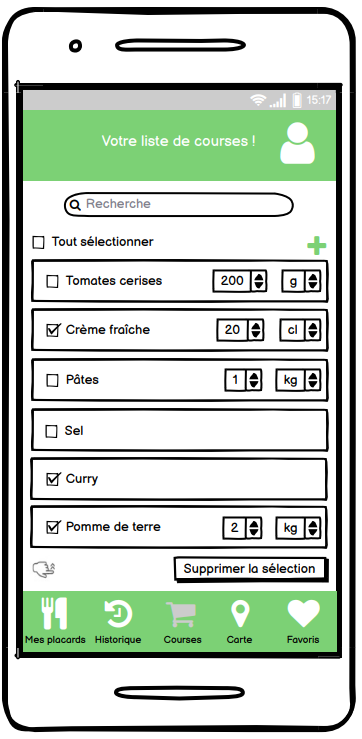 15:17
Votre liste de courses !
Recherche
Tout sélectionner
Tomates cerises 200 g
Crème fraîche 20 cl
Pâtes 1 kg
Sel
Curry
Pomme de terre 2 kg
Supprimer la sélection
Mes placards Historique Courses Carte Favoris